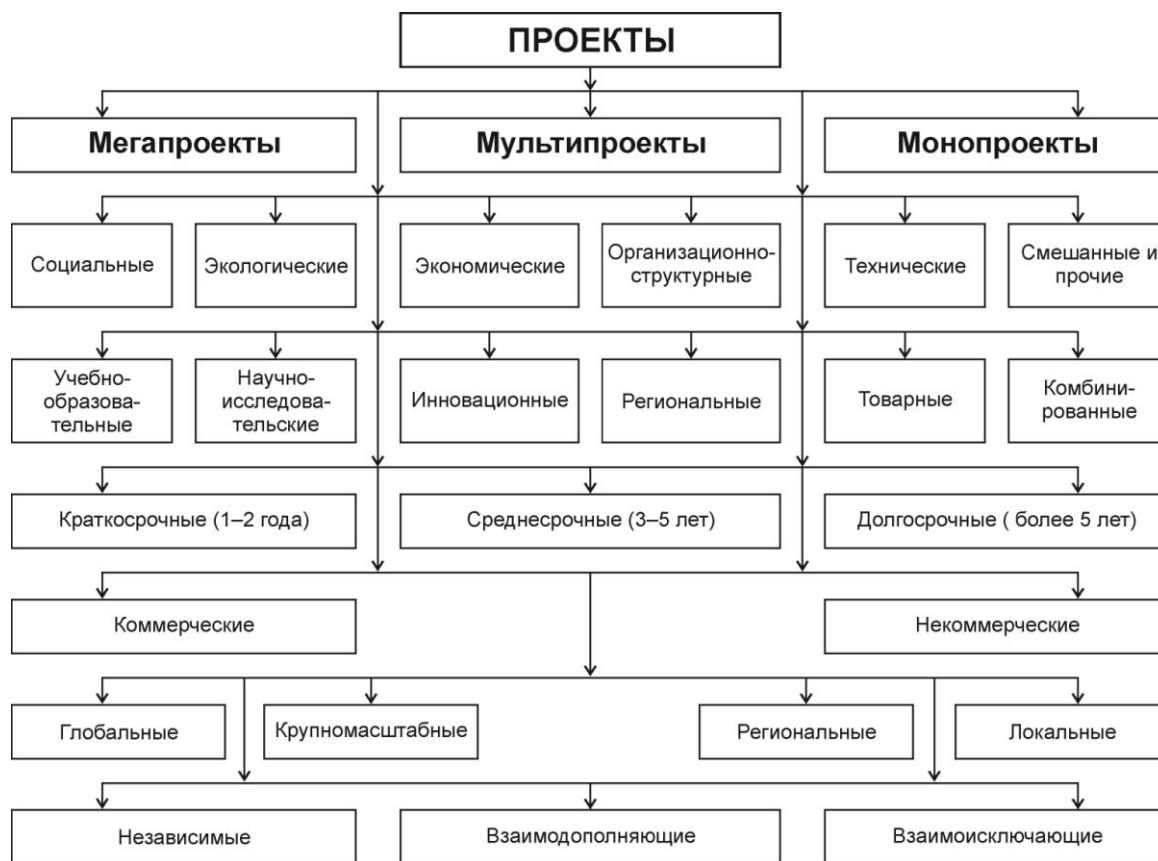 ПРОЕКТЫ
Мегапроекты
Мультипроекты
Монопроекты
Социальные
Экологические
Экономические
Организационно-
структурные
Технические
Смешанные и
прочие
Учебно-
образова-
тельные
Научно-
исследова-
тельские
Инновационные
Региональные
Товарные
Комбини-
рованные
Краткосрочные (1–2 года)
Среднесрочные (3–5 лет)
Долгосрочные ( более 5 лет)
Коммерческие
Некоммерческие
Глобальные
Крупномасштабные
Региональные
Локальные
Независимые
Взаимодополняющие
Взаимоисключающие